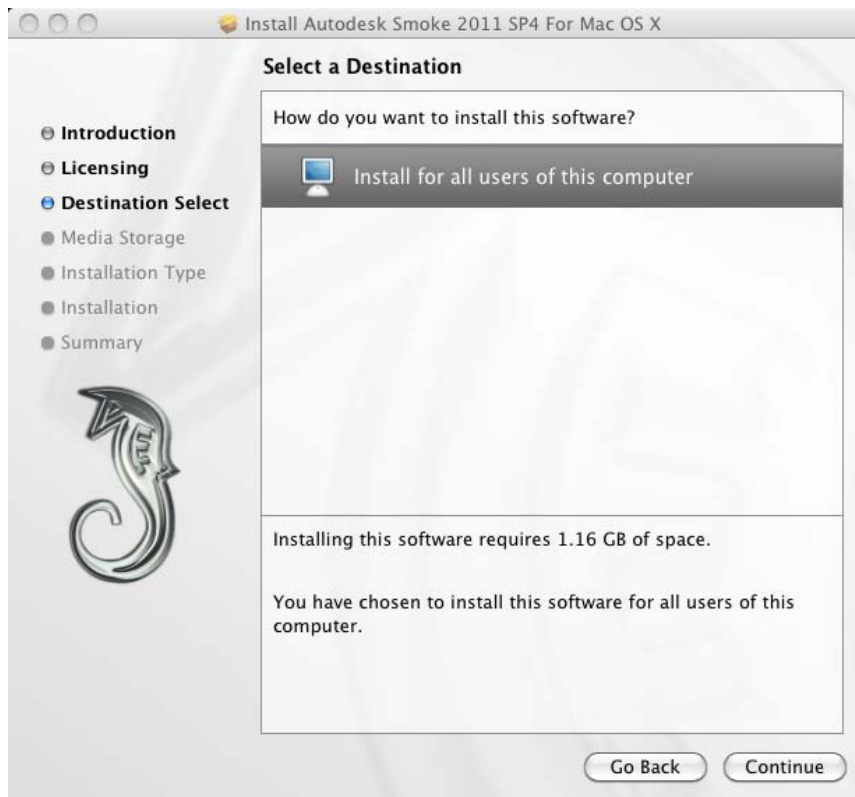 Install Autodesk Smoke 2011 SP4 For Mac OS X
Select a Destination
Introduction
Licensing
Destination Select
Media Storage
Installation Type
Installation
Summary
How do you want to install this software?
Install for all users of this computer
Installing this software requires 1.16 GB of space.
You have chosen to install this software for all users of this
computer.
Go Back
Continue